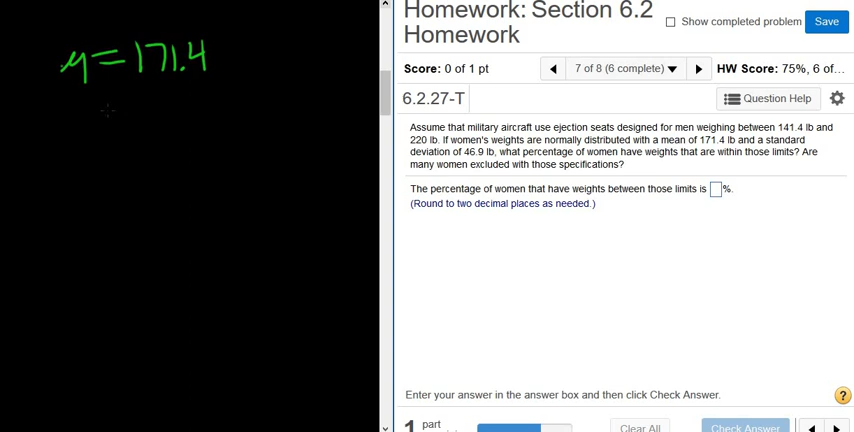 μ = 171.4
Homework: Section 6.2
Homework
Show completed problem
Save
Score: 0 of 1 pt
7 of 8 (6 complete)
HW Score: 75%, 6 of...
6.2.27-T
Question Help
Assume that military aircraft use ejection seats designed for men weighing between 141.4 lb and
220 lb. If women's weights are normally distributed with a mean of 171.4 lb and a standard
deviation of 46.9 lb, what percentage of women have weights that are within those limits? Are
many women excluded with those specifications?
The percentage of women that have weights between those limits is %.
(Round to two decimal places as needed.)
Enter your answer in the answer box and then click Check Answer.
?
1 part
Clear All
Check Answer